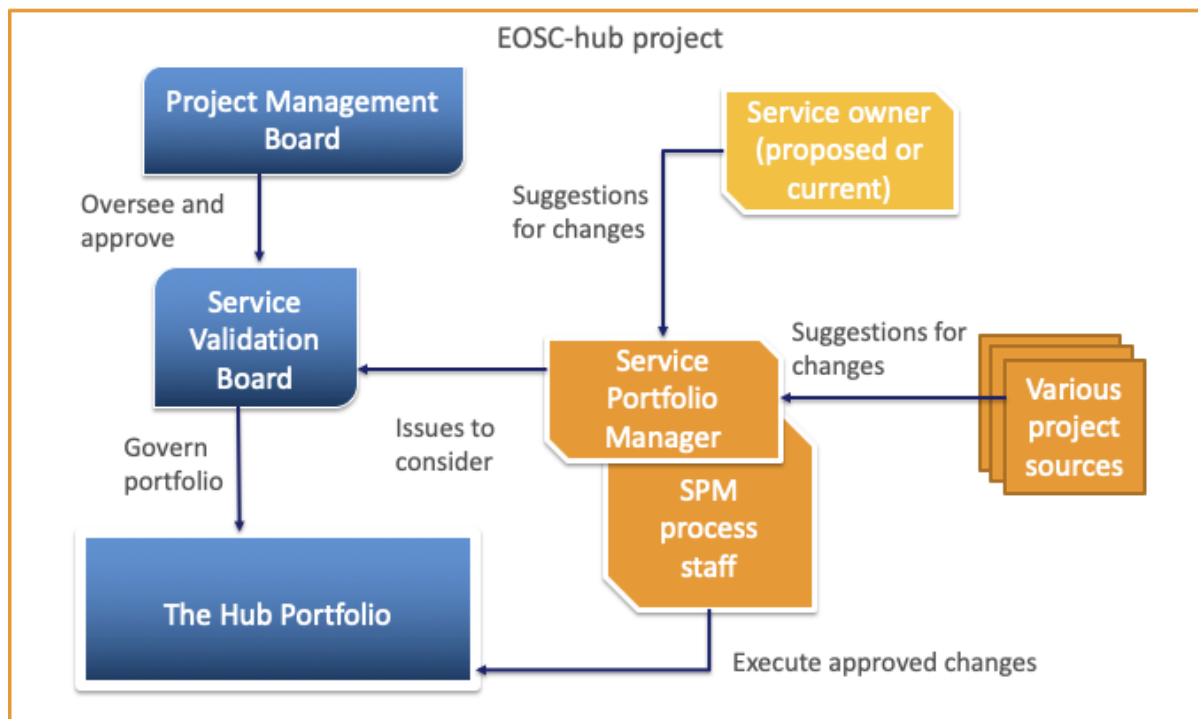 EOSC-hub project
Project Management
Board
Service owner
(proposed or
current)
Oversee and
approve
Suggestions
for changes
Service
Validation
Board
Suggestions for
changes
Service
Portfolio
Manager
Various
project
sources
Issues to
consider
Govern
portfolio
SPM
process
staff
The Hub Portfolio
Execute approved changes